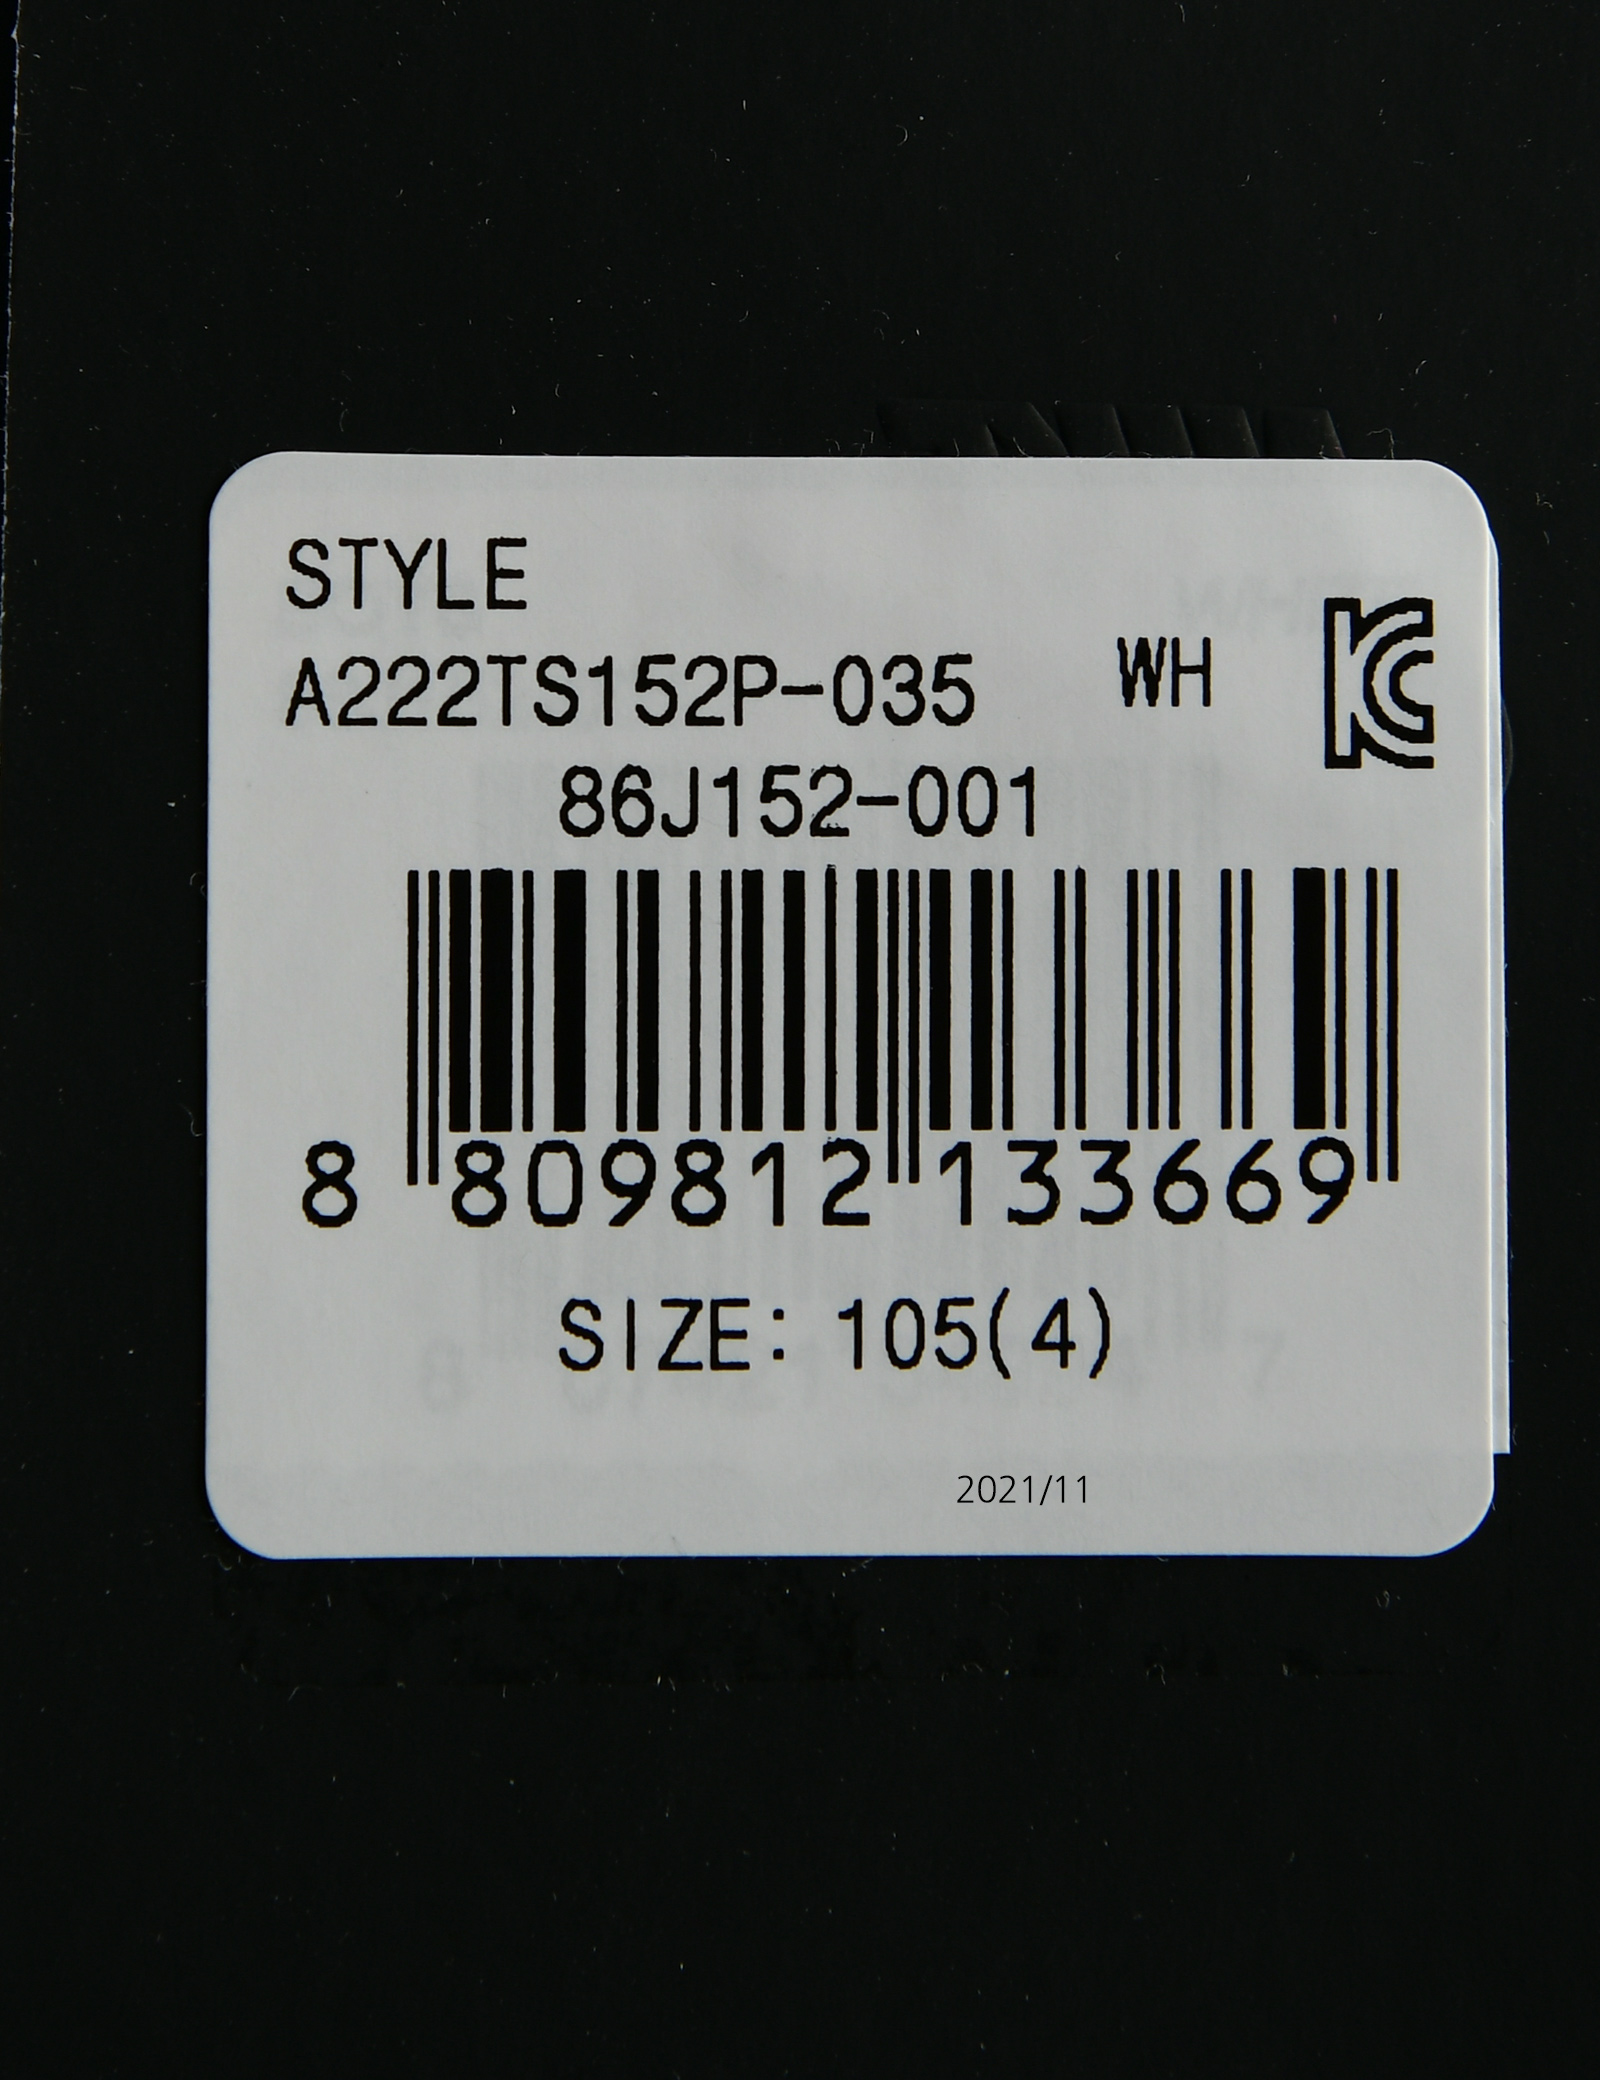 STYLE
A222TS152P-035 WH
86J152-001
8 809812 133669
SIZE: 105(4)
2021/11